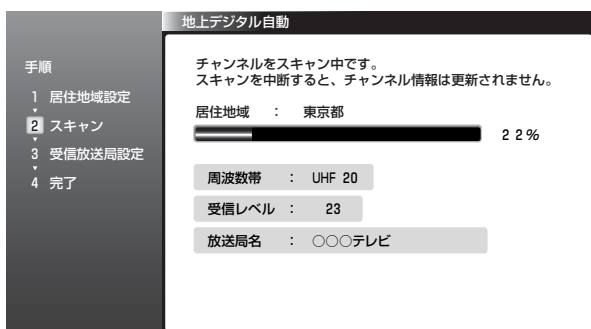 地上デジタル自動
手順
1 居住地域設定
2 スキャン
3 受信放送局設定
4 完了
チャンネルをスキャン中です。
スキャンを中断すると、チャンネル情報は更新されません。
居住地域 : 東京都
22%
周波数帯 : UHF 20
受信レベル : 23
放送局名 : ○○○テレビ